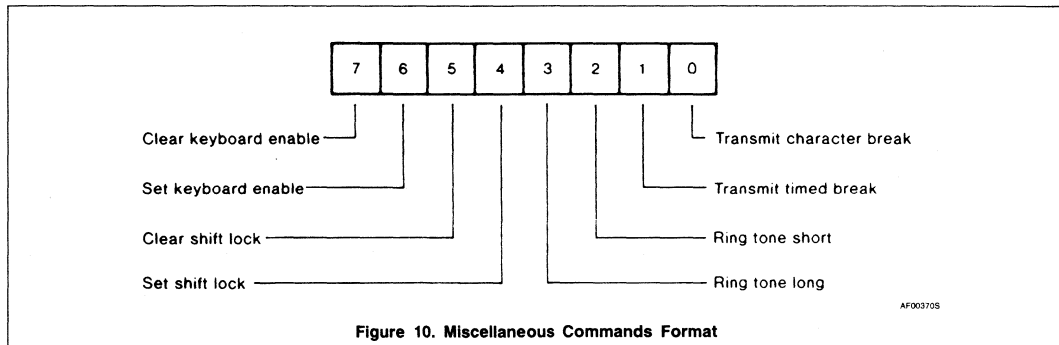 7 6 5 4 3 2 1 0
Clear keyboard enable
Transmit character break
Set keyboard enable
Transmit timed break
Clear shift lock
Ring tone short
Set shift lock
Ring tone long
AF00370S
Figure 10. Miscellaneous Commands Format